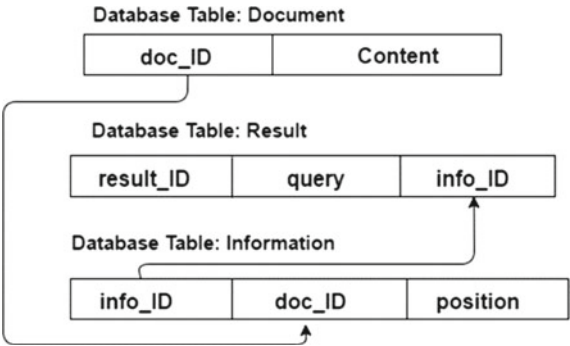 Database Table: Document
doc_ID Content
Database Table: Result
result_ID query info_ID
Database Table: Information
info_ID doc_ID position